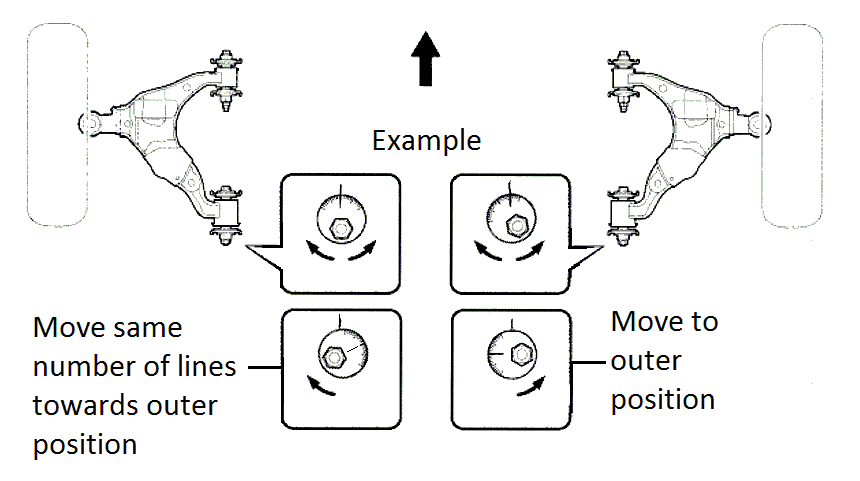 Example
Move same
number of lines
towards outer
position
Move to
outer
position